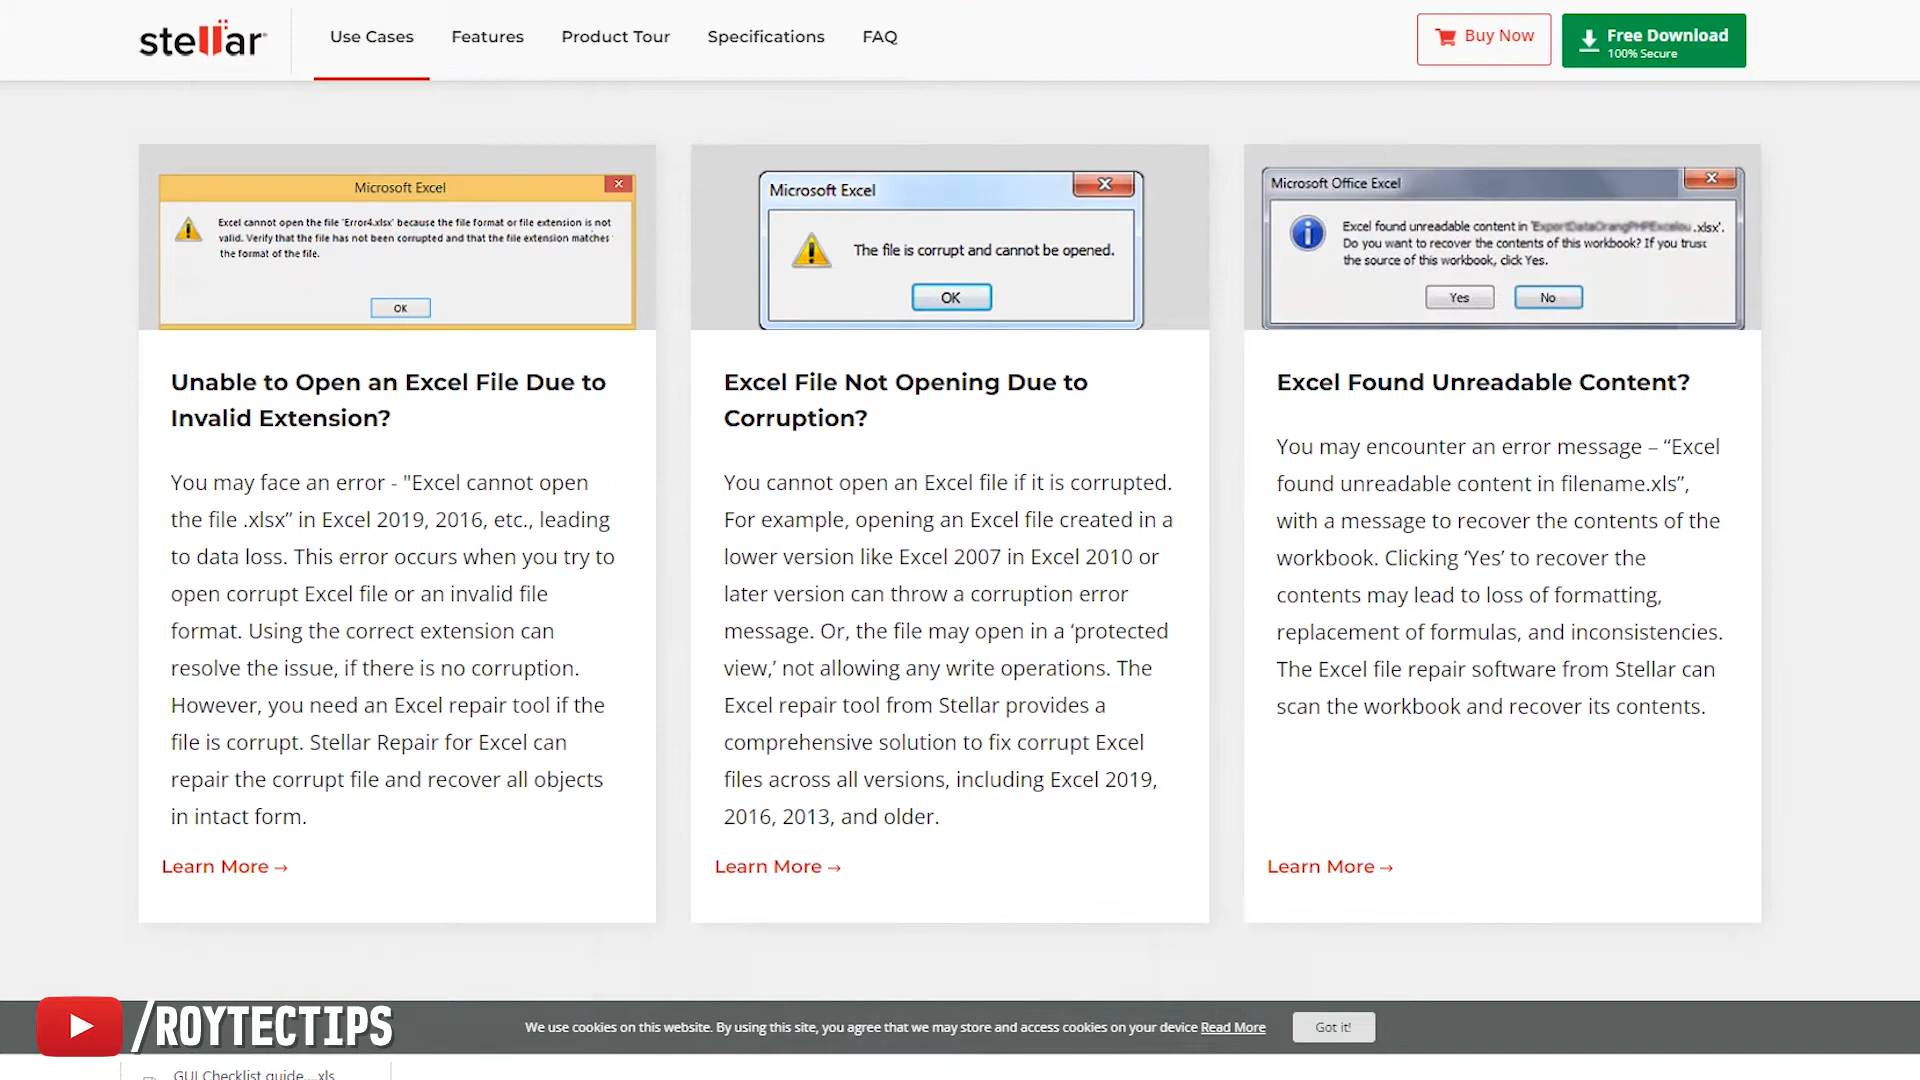 stellar
Use Cases
Features
Product Tour
Specifications
FAQ
Buy Now
Free Download
100% Secure
Microsoft Excel
Excel cannot open the file 'Error4.xlsx' because the file format or file extension is not
valid. Verify that the file has not been corrupted and that the file extension matches
the format of the file.
OK
Unable to Open an Excel File Due to
Invalid Extension?
You may face an error - "Excel cannot open
the file .xlsx” in Excel 2019, 2016, etc., leading
to data loss. This error occurs when you try to
open corrupt Excel file or an invalid file
format. Using the correct extension can
resolve the issue, if there is no corruption.
However, you need an Excel repair tool if the
file is corrupt. Stellar Repair for Excel can
repair the corrupt file and recover all objects
in intact form.
Learn More →
Microsoft Excel
The file is corrupt and cannot be opened.
OK
Excel File Not Opening Due to
Corruption?
You cannot open an Excel file if it is corrupted.
For example, opening an Excel file created in a
lower version like Excel 2007 in Excel 2010 or
later version can throw a corruption error
message. Or, the file may open in a ‘protected
view,’ not allowing any write operations. The
Excel repair tool from Stellar provides a
comprehensive solution to fix corrupt Excel
files across all versions, including Excel 2019,
2016, 2013, and older.
Learn More →
Microsoft Office Excel
Excel found unreadable content in .xlsx'.
Do you want to recover the contents of this workbook? If you trust
the source of this workbook, click Yes.
Yes
No
Excel Found Unreadable Content?
You may encounter an error message – “Excel
found unreadable content in filename.xls”,
with a message to recover the contents of the
workbook. Clicking ‘Yes’ to recover the
contents may lead to loss of formatting,
replacement of formulas, and inconsistencies.
The Excel file repair software from Stellar can
scan the workbook and recover its contents.
Learn More →
/ROYTECTIPS
We use cookies on this website. By using this site, you agree that we may store and access cookies on your device Read More
Got it!
GUI Checklist guide....xls